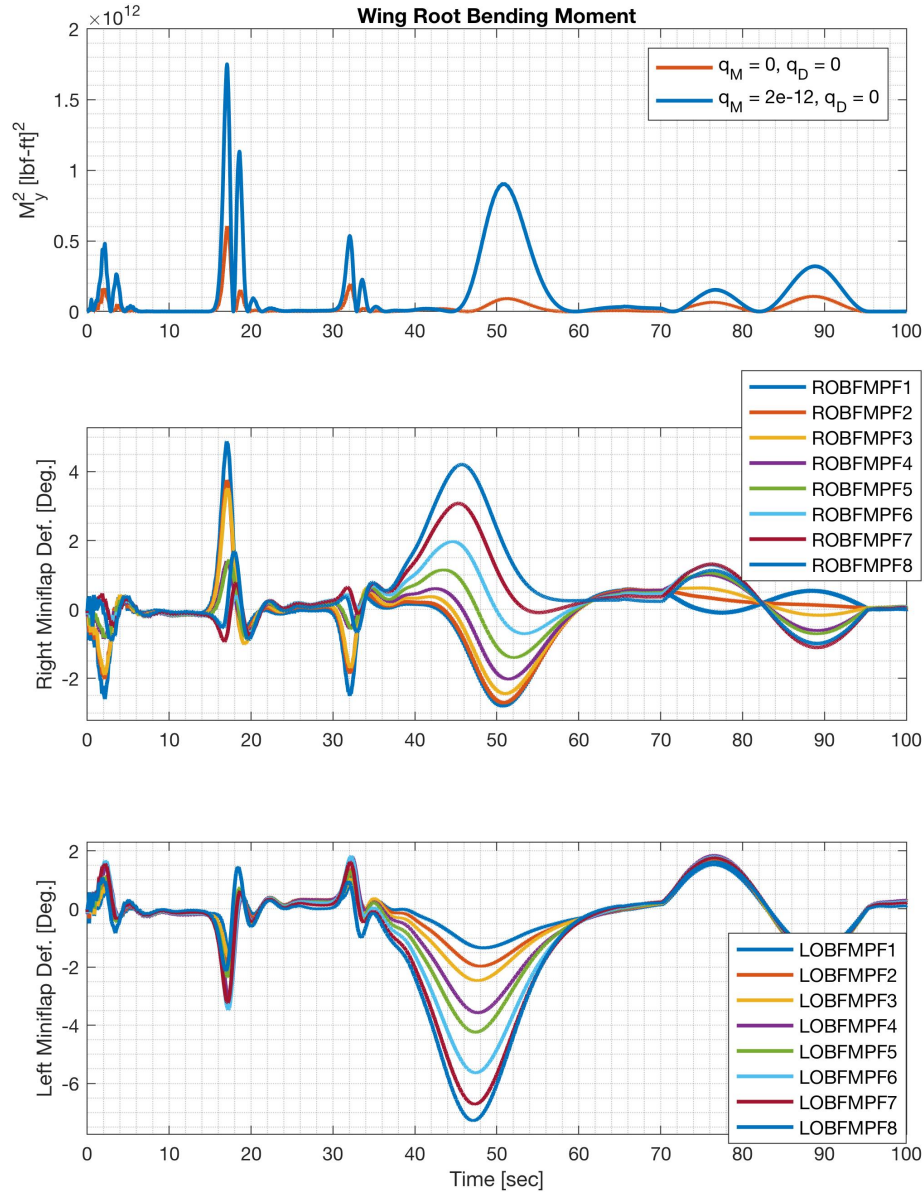 Wing Root Bending Moment
×10^12
2
1.5
1
0.5
0
M_y^2 [lbf-ft]^2
q_M = 0, q_D = 0
q_M = 2e-12, q_D = 0
0 10 20 30 40 50 60 70 80 90 100
ROBFMPF1
ROBFMPF2
ROBFMPF3
ROBFMPF4
ROBFMPF5
ROBFMPF6
ROBFMPF7
ROBFMPF8
4
2
0
-2
Right Miniflap Def. [Deg.]
0 10 20 30 40 50 60 70 80 90 100
2
0
-2
-4
-6
Left Miniflap Def. [Deg.]
LOBFMPF1
LOBFMPF2
LOBFMPF3
LOBFMPF4
LOBFMPF5
LOBFMPF6
LOBFMPF7
LOBFMPF8
0 10 20 30 40 50 60 70 80 90 100
Time [sec]